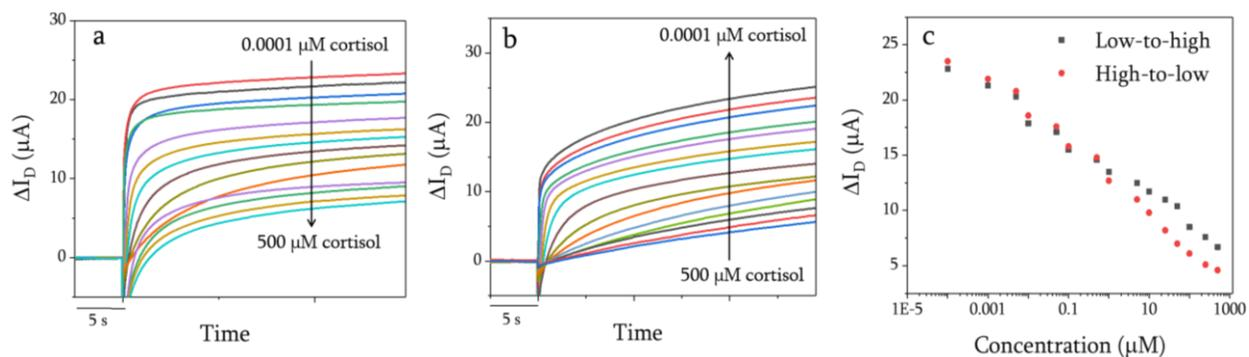 a
30
20
10
0
ΔI_D (μA)
0.0001 μM cortisol
500 μM cortisol
5 s
Time
b
30
20
10
0
ΔI_D (μA)
0.0001 μM cortisol
500 μM cortisol
5 s
Time
c
Low-to-high
High-to-low
25
20
15
10
5
ΔI_D (μA)
1E-5 0.001 0.1 10 1000
Concentration (μM)